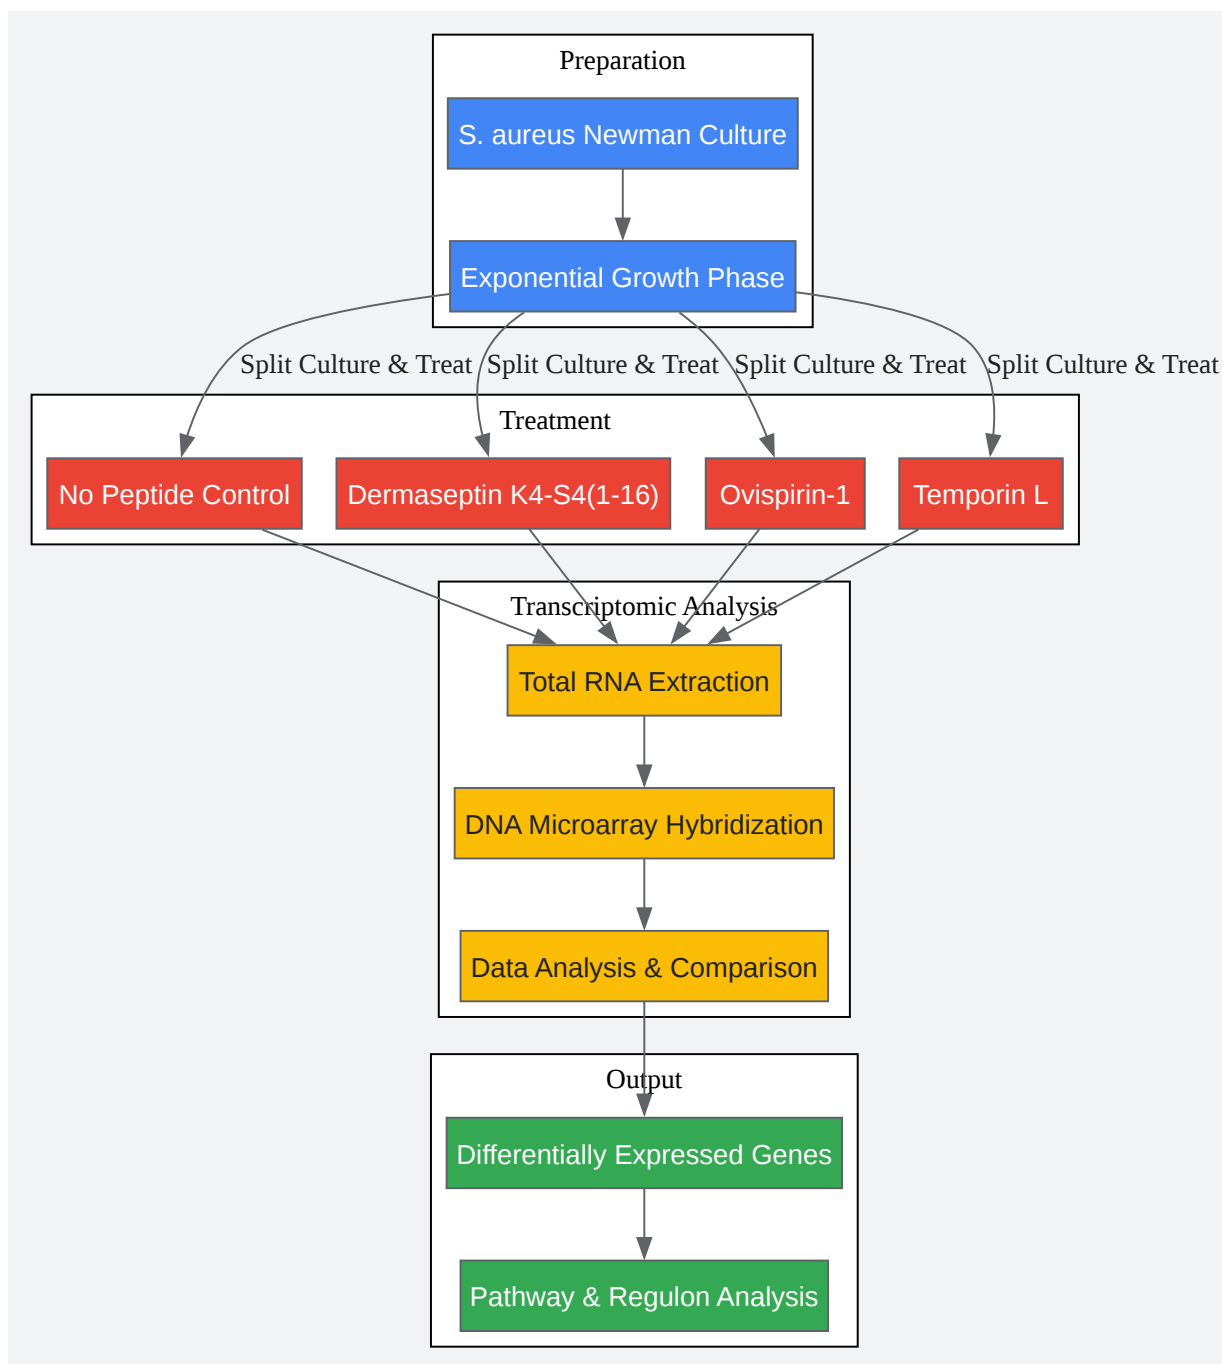 Preparation
S. aureus Newman Culture
Exponential Growth Phase
Split Culture & Treat
Split Culture & Treat
Split Culture & Treat
Split Culture & Treat
Treatment
No Peptide Control
Dermaseptin K4-S4(1-16)
Ovispirin-1
Temporin L
Transcriptomic Analysis
Total RNA Extraction
DNA Microarray Hybridization
Data Analysis & Comparison
Output
Differentially Expressed Genes
Pathway & Regulon Analysis